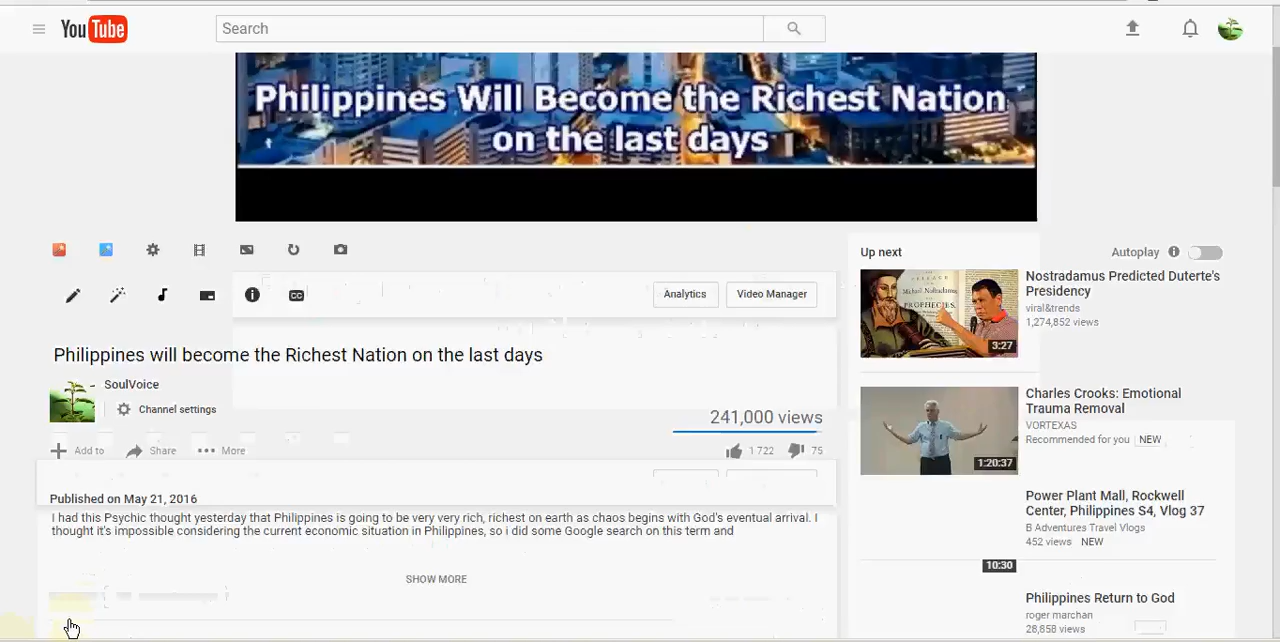 YouTube
Search
Philippines Will Become the Richest Nation
on the last days
CC
Analytics
Video Manager
Philippines will become the Richest Nation on the last days
SoulVoice
Channel settings
241,000 views
Add to
Share
More
1 722
75
Published on May 21, 2016
I had this Psychic thought yesterday that Philippines is going to be very very rich, richest on earth as chaos begins with God's eventual arrival. I
thought it's impossible considering the current economic situation in Philippines, so i did some Google search on this term and
SHOW MORE
Up next
Autoplay
PROPHECIES
3:27
Nostradamus Predicted Duterte's
Presidency
viral&trends
1,274,852 views
1:20:37
Charles Crooks: Emotional
Trauma Removal
VORTEXAS
Recommended for you NEW
Power Plant Mall, Rockwell
Center, Philippines S4, Vlog 37
B Adventures Travel Vlogs
452 views NEW
10:30
Philippines Return to God
roger marchan
28,858 views